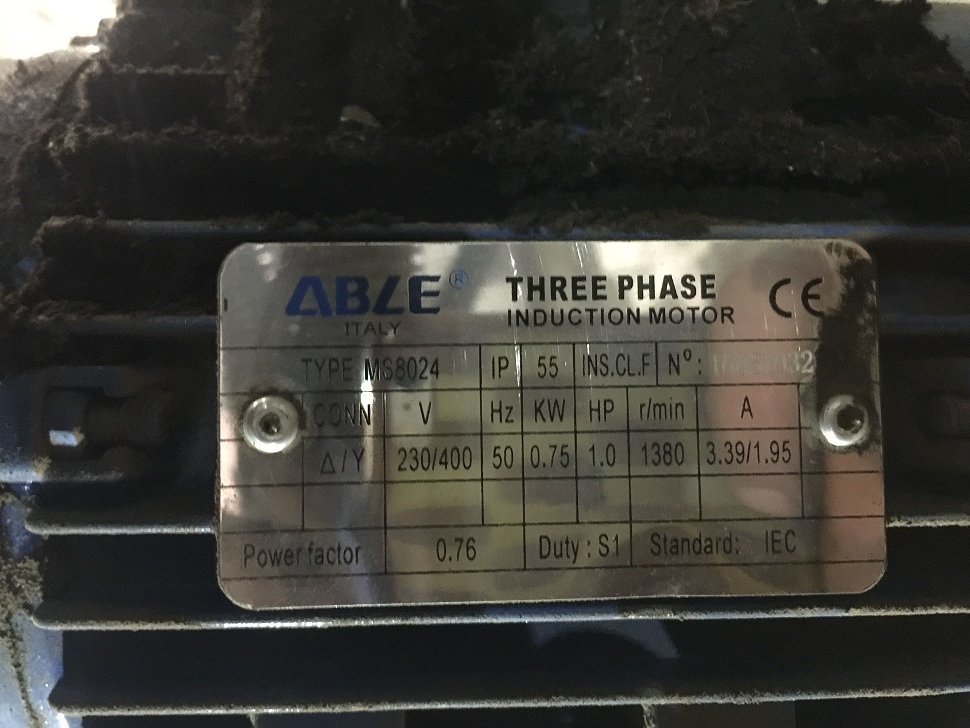 ABLE® THREE PHASE CE
ITALY INDUCTION MOTOR
TYPE MS8024 IP 55 INS.CL.F Nº:
CONN V Hz KW HP r/min A
Δ/Y 230/400 50 0.75 1.0 1380 3.39/1.95
Power factor 0.76 Duty : S1 Standard: IEC